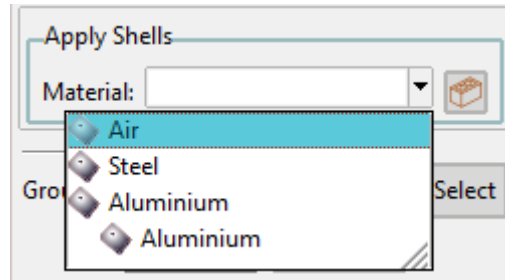 Apply Shells
Material:
Air
Steel
Aluminium
Aluminium
Select